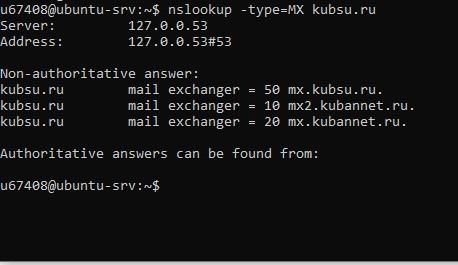 u67408@ubuntu-srv:~$ nslookup -type=MX kubsu.ru
Server:         127.0.0.53
Address:        127.0.0.53#53

Non-authoritative answer:
kubsu.ru        mail exchanger = 50 mx.kubsu.ru.
kubsu.ru        mail exchanger = 10 mx2.kubannet.ru.
kubsu.ru        mail exchanger = 20 mx.kubannet.ru.

Authoritative answers can be found from:

u67408@ubuntu-srv:~$